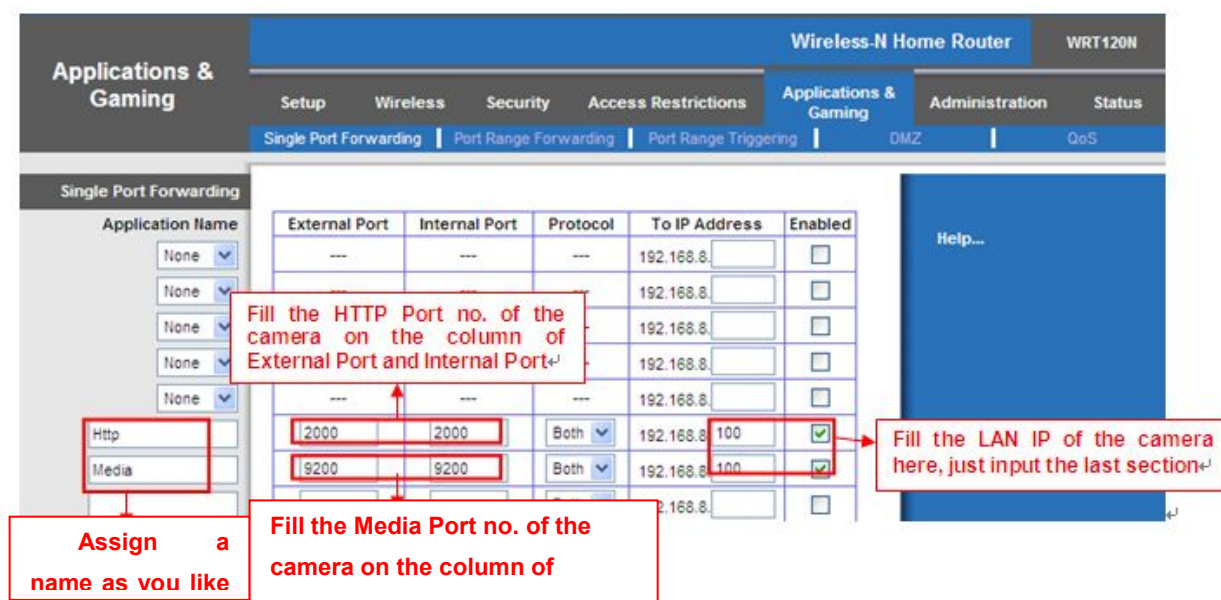 Wireless-N Home Router WRT120N
Applications &
Gaming
Setup Wireless Security Access Restrictions Applications & Gaming Administration Status
Single Port Forwarding Port Range Forwarding Port Range Triggering DMZ QoS
Single Port Forwarding
Application Name External Port Internal Port Protocol To IP Address Enabled
Help...
None --- --- --- 192.168.8.
None 192.168.8.
None 192.168.8.
None 192.168.8.
None --- --- --- 192.168.8.
Fill the HTTP Port no. of the
camera on the column of
External Port and Internal Port
Http 2000 2000 Both 192.168.8. 100
Media 9200 9200 Both 192.168.8. 100
2.168.8.
Fill the LAN IP of the camera
here, just input the last section
Assign a
name as you like
Fill the Media Port no. of the
camera on the column of